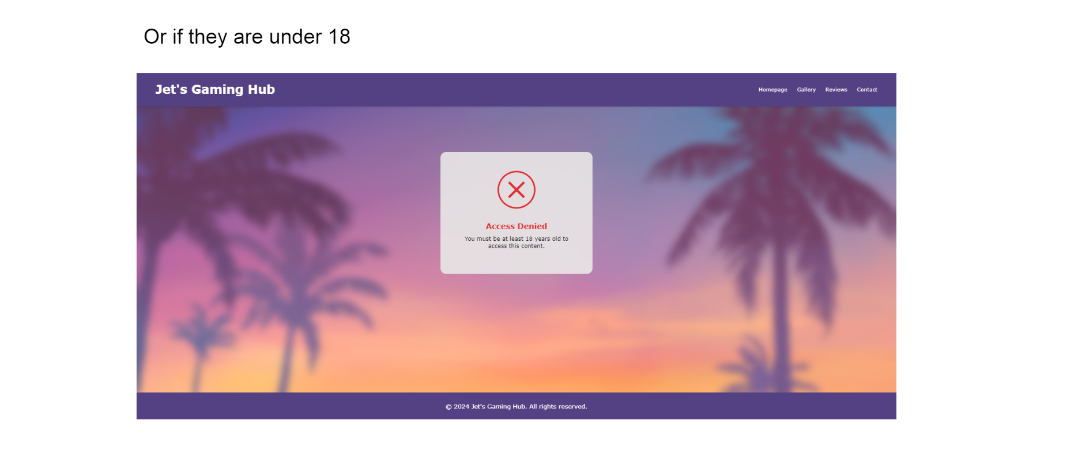 Or if they are under 18
Jet's Gaming Hub
Homepage Gallery Reviews Contact
Access Denied
You must be at least 18 years old to
access this content.
© 2024 Jet's Gaming Hub. All rights reserved.